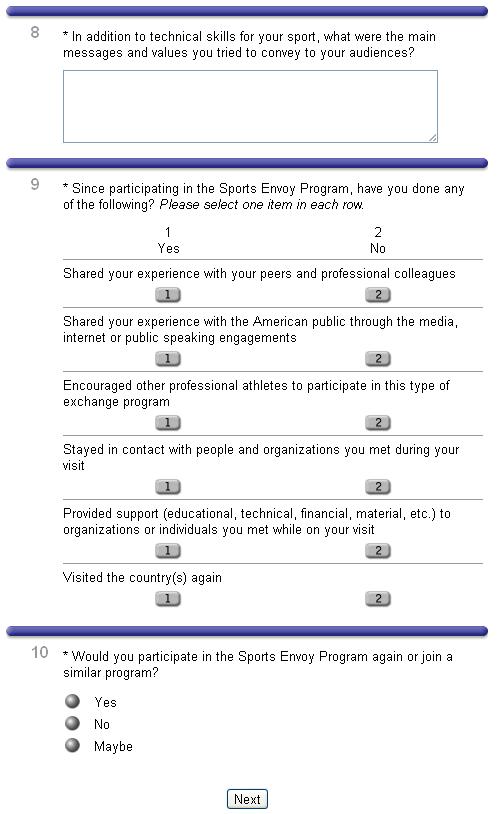 8
* In addition to technical skills for your sport, what were the main
messages and values you tried to convey to your audiences?
9
* Since participating in the Sports Envoy Program, have you done any
of the following? Please select one item in each row.
1 2
Yes No
Shared your experience with your peers and professional colleagues
1 2
Shared your experience with the American public through the media,
internet or public speaking engagements
1 2
Encouraged other professional athletes to participate in this type of
exchange program
1 2
Stayed in contact with people and organizations you met during your
visit
1 2
Provided support (educational, technical, financial, material, etc.) to
organizations or individuals you met while on your visit
1 2
Visited the country(s) again
1 2
10
* Would you participate in the Sports Envoy Program again or join a
similar program?
Yes
No
Maybe
Next